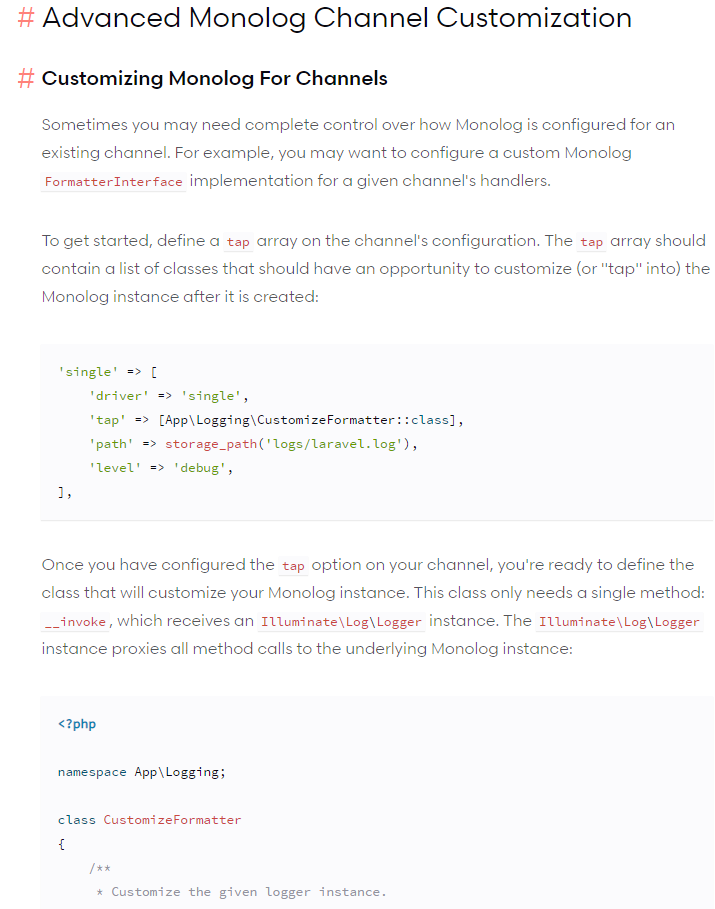 # Advanced Monolog Channel Customization
# Customizing Monolog For Channels
Sometimes you may need complete control over how Monolog is configured for an
existing channel. For example, you may want to configure a custom Monolog
FormatterInterface implementation for a given channel's handlers.
To get started, define a tap array on the channel's configuration. The tap array should
contain a list of classes that should have an opportunity to customize (or "tap" into) the
Monolog instance after it is created:
'single' => [
    'driver' => 'single',
    'tap' => [App\Logging\CustomizeFormatter::class],
    'path' => storage_path('logs/laravel.log'),
    'level' => 'debug',
],
Once you have configured the tap option on your channel, you're ready to define the
class that will customize your Monolog instance. This class only needs a single method:
__invoke, which receives an Illuminate\Log\Logger instance. The Illuminate\Log\Logger
instance proxies all method calls to the underlying Monolog instance:
<?php
namespace App\Logging;
class CustomizeFormatter
{
    /**
     * Customize the given logger instance.